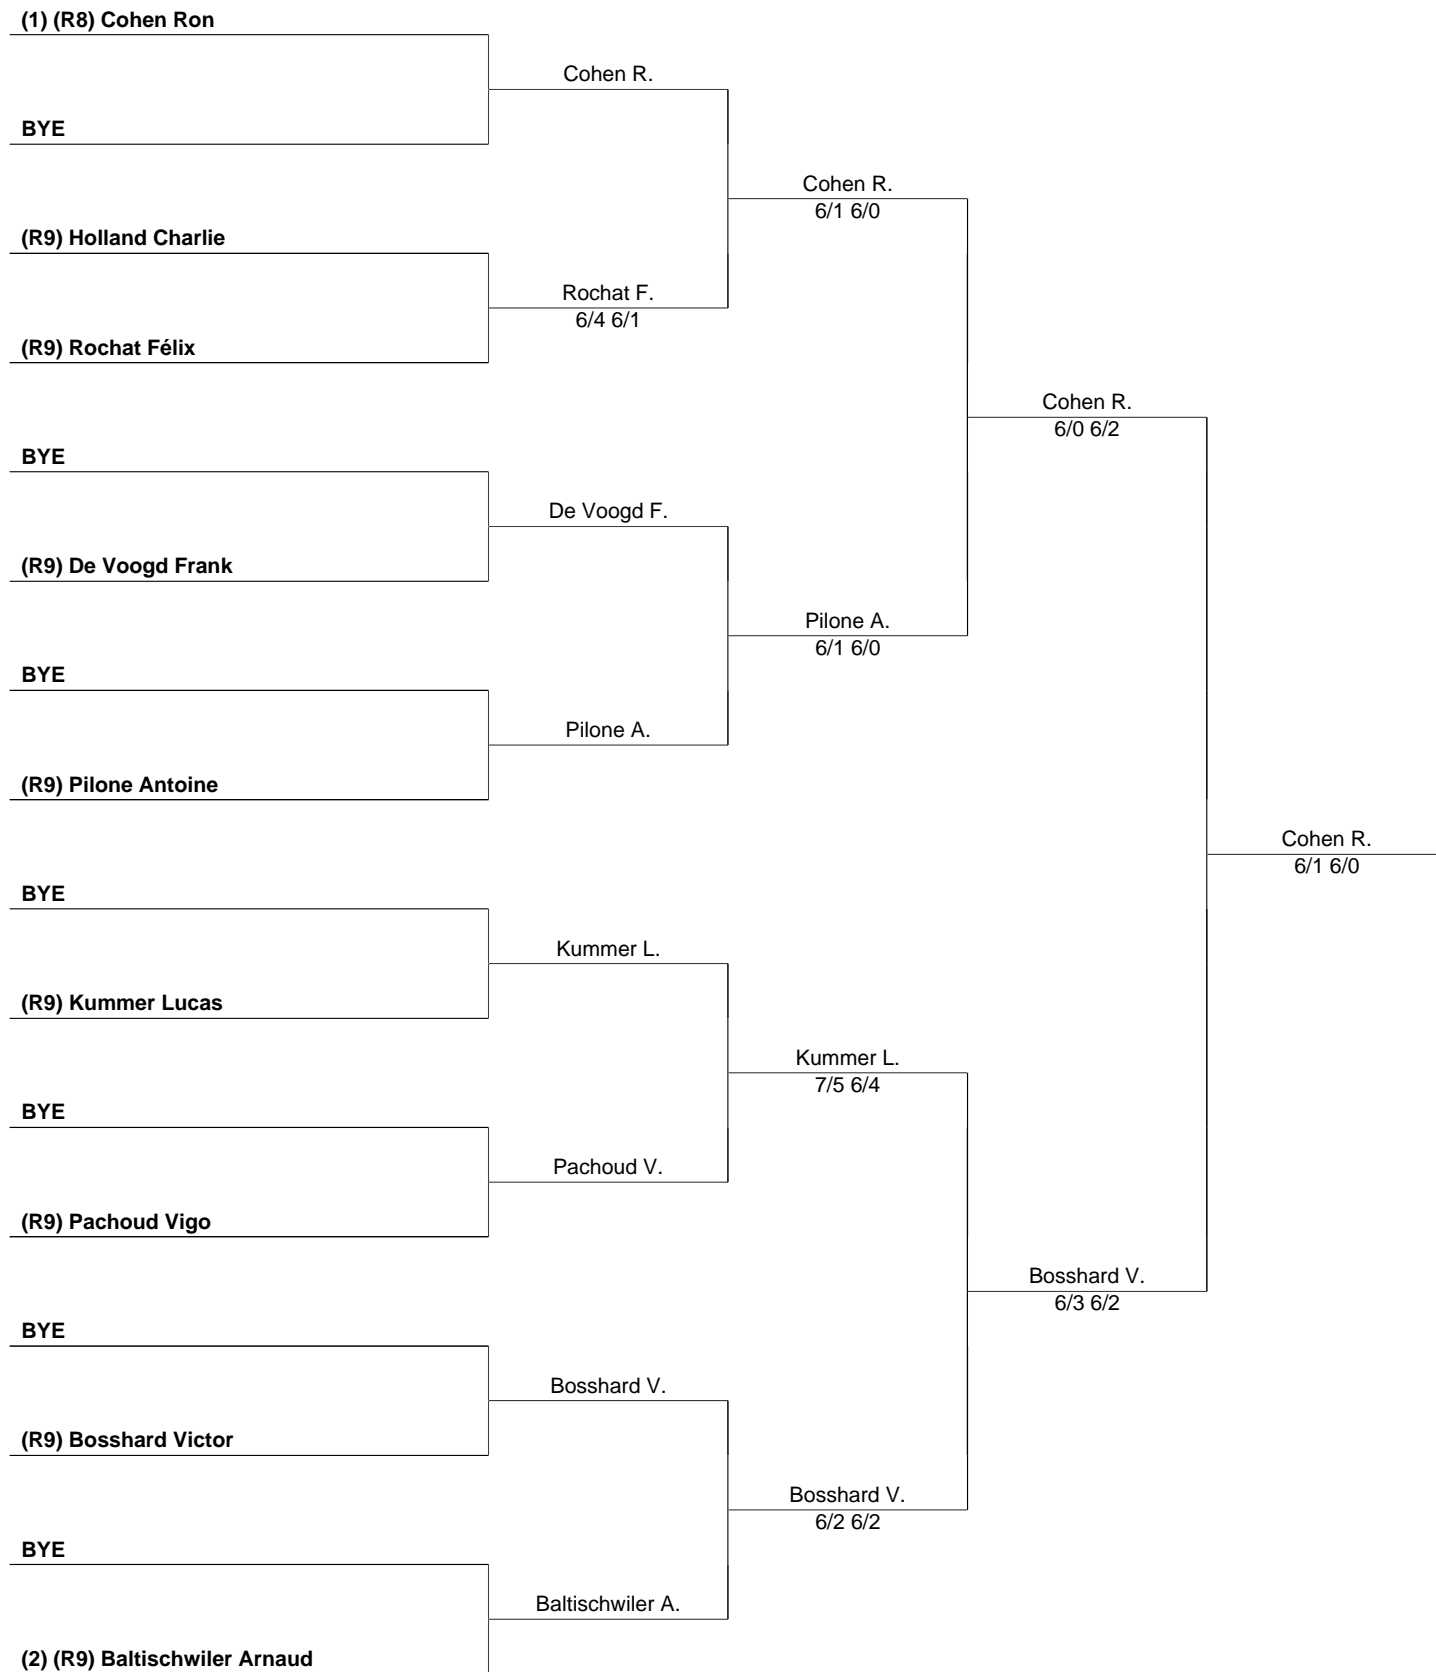 (1) (R8) Cohen Ron
Cohen R.
BYE
Cohen R.
6/1 6/0
(R9) Holland Charlie
Rochat F.
6/4 6/1
(R9) Rochat Félix
Cohen R.
6/0 6/2
BYE
De Voogd F.
(R9) De Voogd Frank
Pilone A.
6/1 6/0
BYE
Pilone A.
(R9) Pilone Antoine
Cohen R.
6/1 6/0
BYE
Kummer L.
(R9) Kummer Lucas
Kummer L.
7/5 6/4
BYE
Pachoud V.
(R9) Pachoud Vigo
Bosshard V.
6/3 6/2
BYE
Bosshard V.
(R9) Bosshard Victor
Bosshard V.
6/2 6/2
BYE
Baltischwiler A.
(2) (R9) Baltischwiler Arnaud